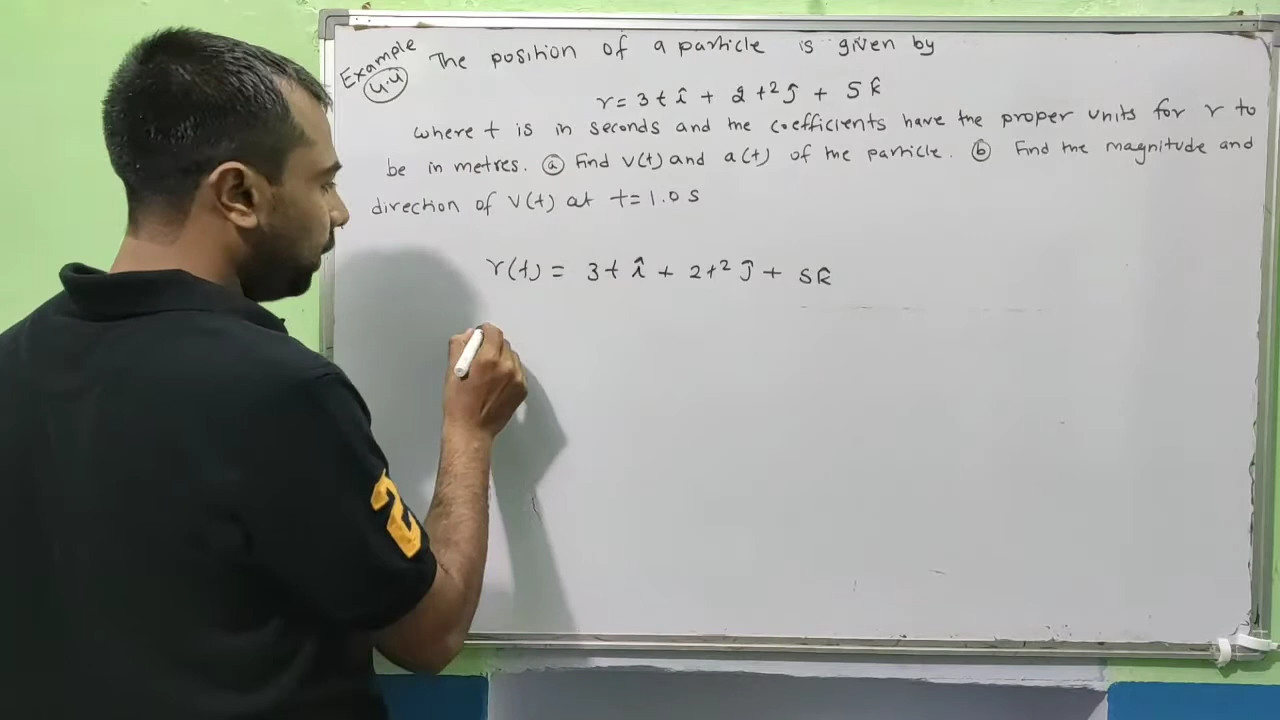 Example The position of a particle is given by
4.4
r = 3t î + 2t² ĵ + 5 k̂
where t is in seconds and the coefficients have the proper units for r to
be in metres. ⓐ Find v(t) and a(t) of the particle. ⓑ Find the magnitude and
direction of v(t) at t=1.0 s
r(t) = 3t î + 2t² ĵ + 5k̂
2